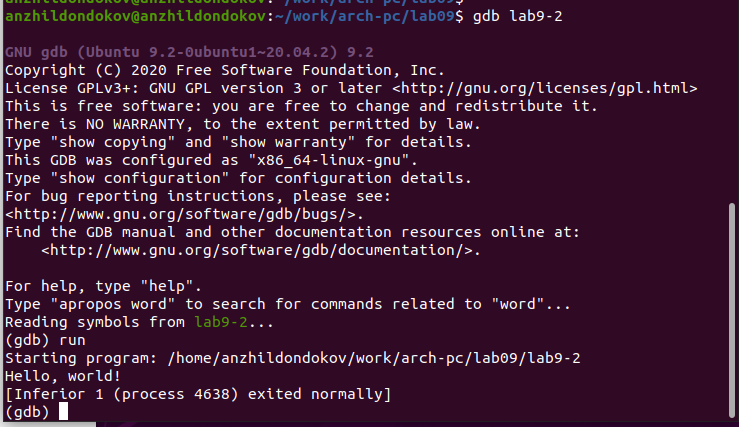 anzhildondokov@anzhildondokov:~/work/arch-pc/lab09$
anzhildondokov@anzhildondokov:~/work/arch-pc/lab09$ gdb lab9-2
GNU gdb (Ubuntu 9.2-0ubuntu1~20.04.2) 9.2
Copyright (C) 2020 Free Software Foundation, Inc.
License GPLv3+: GNU GPL version 3 or later <http://gnu.org/licenses/gpl.html>
This is free software: you are free to change and redistribute it.
There is NO WARRANTY, to the extent permitted by law.
Type "show copying" and "show warranty" for details.
This GDB was configured as "x86_64-linux-gnu".
Type "show configuration" for configuration details.
For bug reporting instructions, please see:
<http://www.gnu.org/software/gdb/bugs/>.
Find the GDB manual and other documentation resources online at:
    <http://www.gnu.org/software/gdb/documentation/>.
For help, type "help".
Type "apropos word" to search for commands related to "word"...
Reading symbols from lab9-2...
(gdb) run
Starting program: /home/anzhildondokov/work/arch-pc/lab09/lab9-2
Hello, world!
[Inferior 1 (process 4638) exited normally]
(gdb)